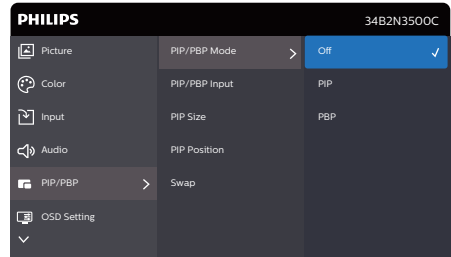 PHILIPS
34B2N3500C
Picture
PIP/PBP Mode
Off
Color
PIP/PBP Input
PIP
Input
PIP Size
PBP
Audio
PIP Position
PIP/PBP
Swap
OSD Setting